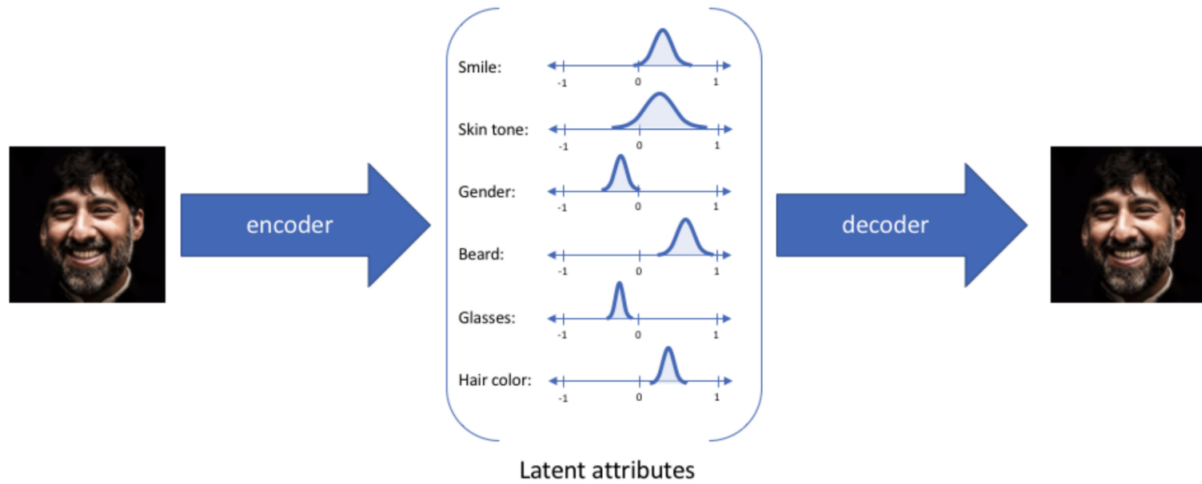 Smile:
-1 0 1
Skin tone:
-1 0 1
Gender:
-1 0 1
encoder
decoder
Beard:
-1 0 1
Glasses:
-1 0 1
Hair color:
-1 0 1
Latent attributes